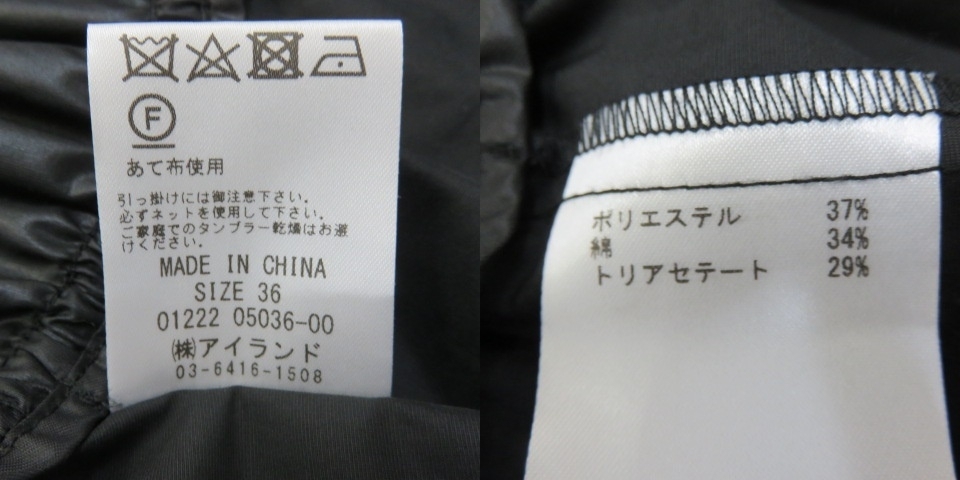 F
あて布使用
引っ掛けには御注意下さい。
必ずネットを使用して下さい。
ご家庭でのタンブラー乾燥はお避
けください。
MADE IN CHINA
SIZE 36
01222 05036-00
㈱アイランド
03-6416-1508
ポリエステル 37%
綿 34%
トリアセテート 29%